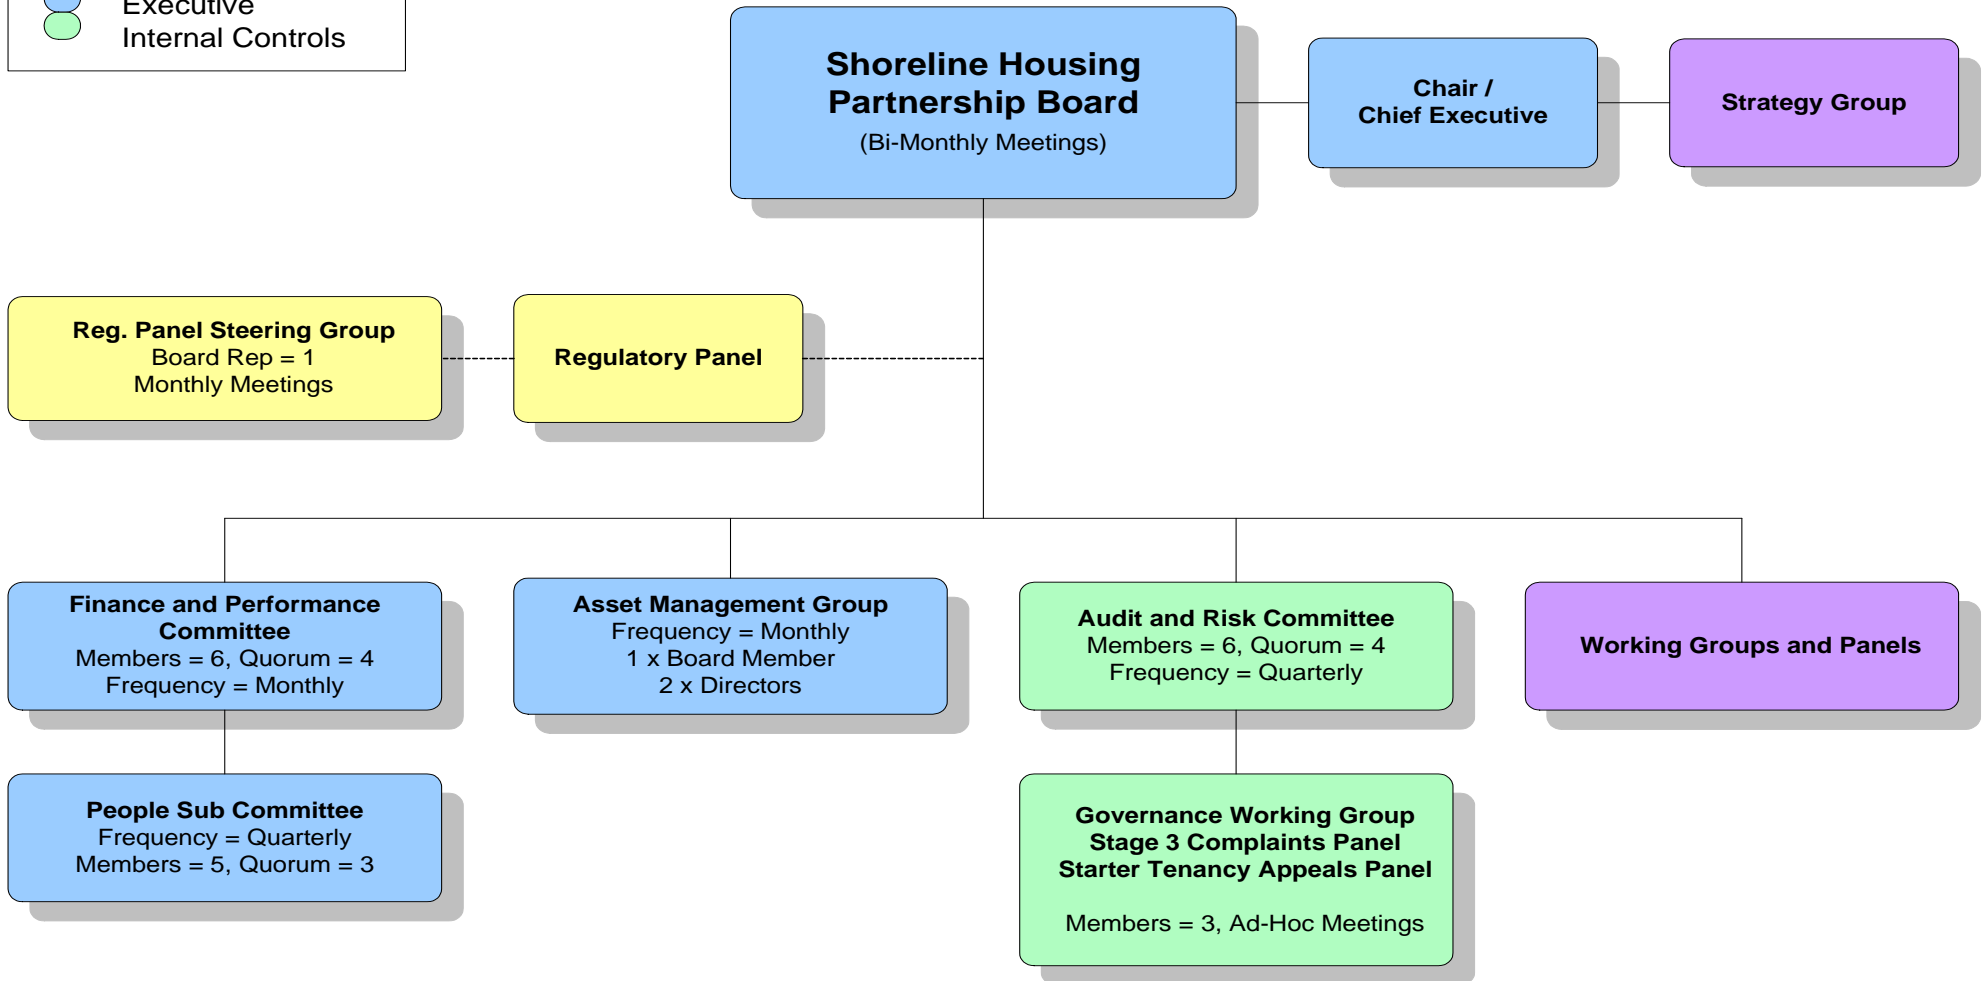 Executive
Internal Controls
Shoreline Housing
Partnership Board
(Bi-Monthly Meetings)
Chair /
Chief Executive
Strategy Group
Reg. Panel Steering Group
Board Rep = 1
Monthly Meetings
Regulatory Panel
Finance and Performance
Committee
Members = 6, Quorum = 4
Frequency = Monthly
Asset Management Group
Frequency = Monthly
1 x Board Member
2 x Directors
Audit and Risk Committee
Members = 6, Quorum = 4
Frequency = Quarterly
Working Groups and Panels
People Sub Committee
Frequency = Quarterly
Members = 5, Quorum = 3
Governance Working Group
Stage 3 Complaints Panel
Starter Tenancy Appeals Panel
Members = 3, Ad-Hoc Meetings